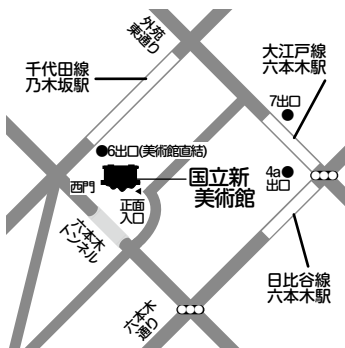 外苑
東通り
大江戸線
六本木駅
千代田線
乃木坂駅
7出口
6出口(美術館直結)
国立新
美術館
4a
出口
西門
正面
入口
六本木
トンネル
日比谷線
六本木駅
六本木
通り